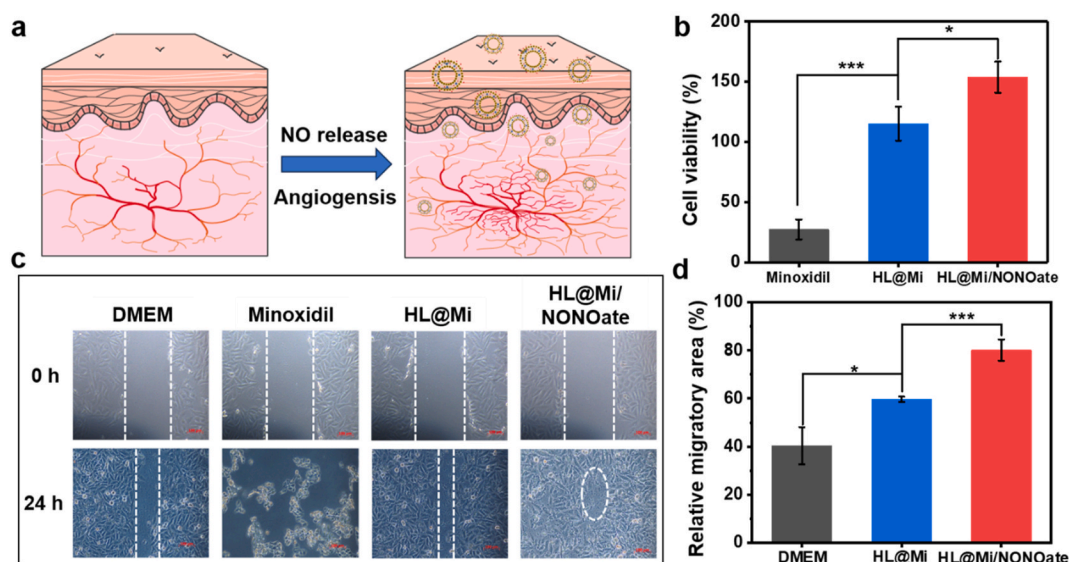 a
NO release
Angiogensis
b
Cell viability (%)
200
150
100
50
0
***
*
Minoxidil
HL@Mi
HL@Mi/NONOate
c
DMEM
Minoxidil
HL@Mi
HL@Mi/
NONOate
0 h
24 h
d
Relative migratory area (%)
100
80
60
40
20
0
*
***
DMEM
HL@Mi
HL@Mi/NONOate